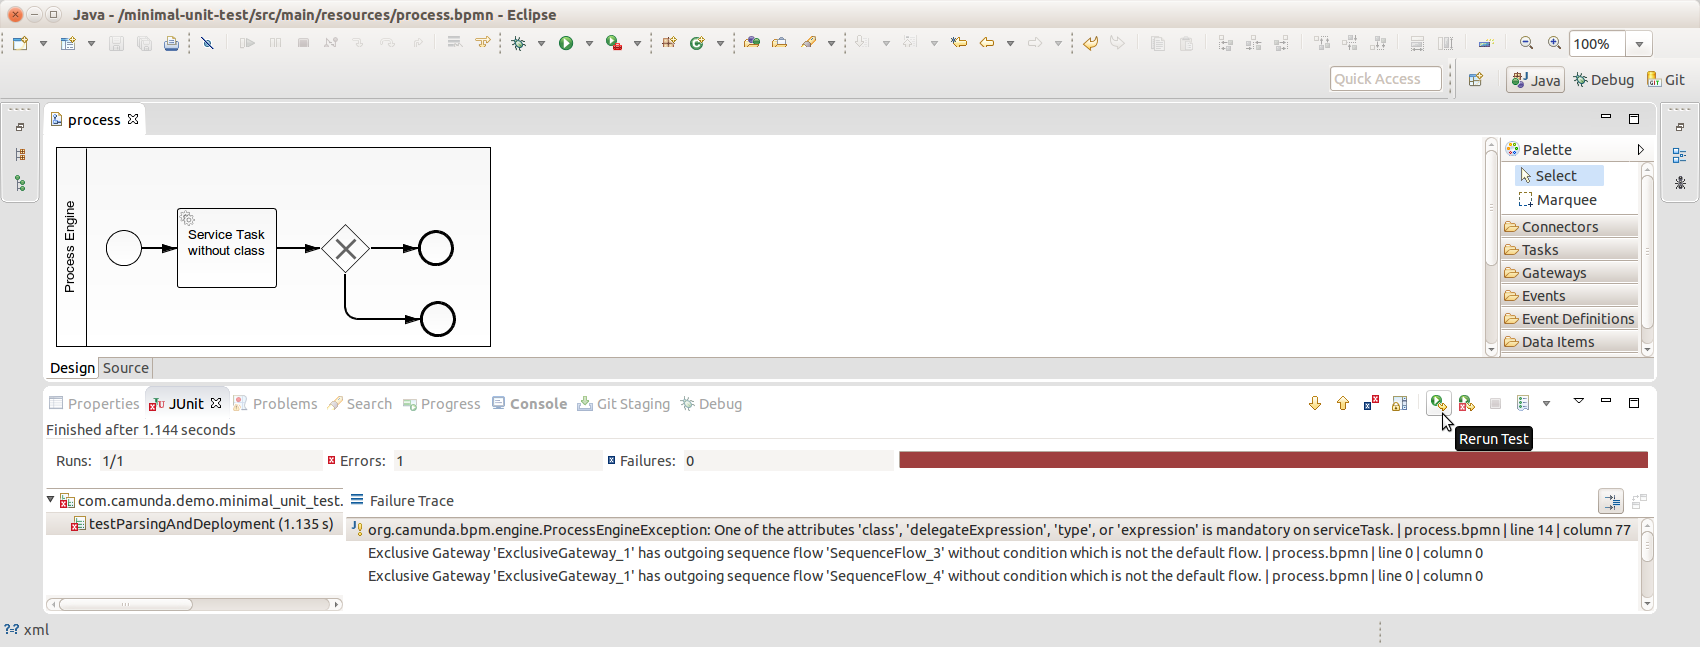 Java - /minimal-unit-test/src/main/resources/process.bpmn - Eclipse
100%
Quick Access
Java
Debug
Git
process
Palette
Select
Marquee
Connectors
Tasks
Gateways
Events
Event Definitions
Data Items
Process Engine
Service Task
without class
Design
Source
Properties
JUnit
Problems
Search
Progress
Console
Git Staging
Debug
Finished after 1.144 seconds
Rerun Test
Runs: 1/1
Errors: 1
Failures: 0
com.camunda.demo.minimal_unit_test.
testParsingAndDeployment (1.135 s)
Failure Trace
org.camunda.bpm.engine.ProcessEngineException: One of the attributes 'class', 'delegateExpression', 'type', or 'expression' is mandatory on serviceTask. | process.bpmn | line 14 | column 77
Exclusive Gateway 'ExclusiveGateway_1' has outgoing sequence flow 'SequenceFlow_3' without condition which is not the default flow. | process.bpmn | line 0 | column 0
Exclusive Gateway 'ExclusiveGateway_1' has outgoing sequence flow 'SequenceFlow_4' without condition which is not the default flow. | process.bpmn | line 0 | column 0
xml